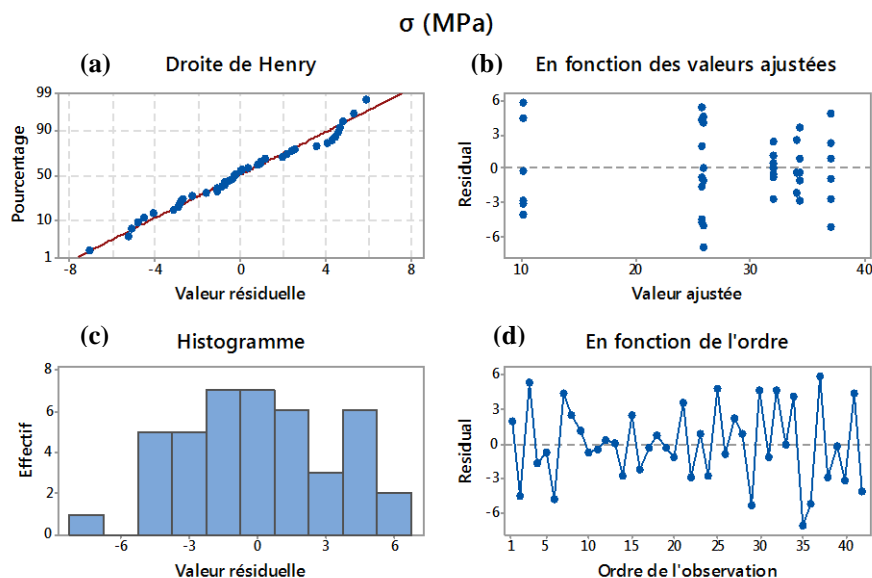 σ (MPa)
(a) Droite de Henry
99
90
50
10
1
Pourcentage
-8 -4 0 4 8
Valeur résiduelle
(b) En fonction des valeurs ajustées
6
3
0
-3
-6
Residual
10 20 30 40
Valeur ajustée
(c) Histogramme
8
6
4
2
0
Effectif
-6 -3 0 3 6
Valeur résiduelle
(d) En fonction de l'ordre
6
3
0
-3
-6
Residual
1 5 10 15 20 25 30 35 40
Ordre de l'observation